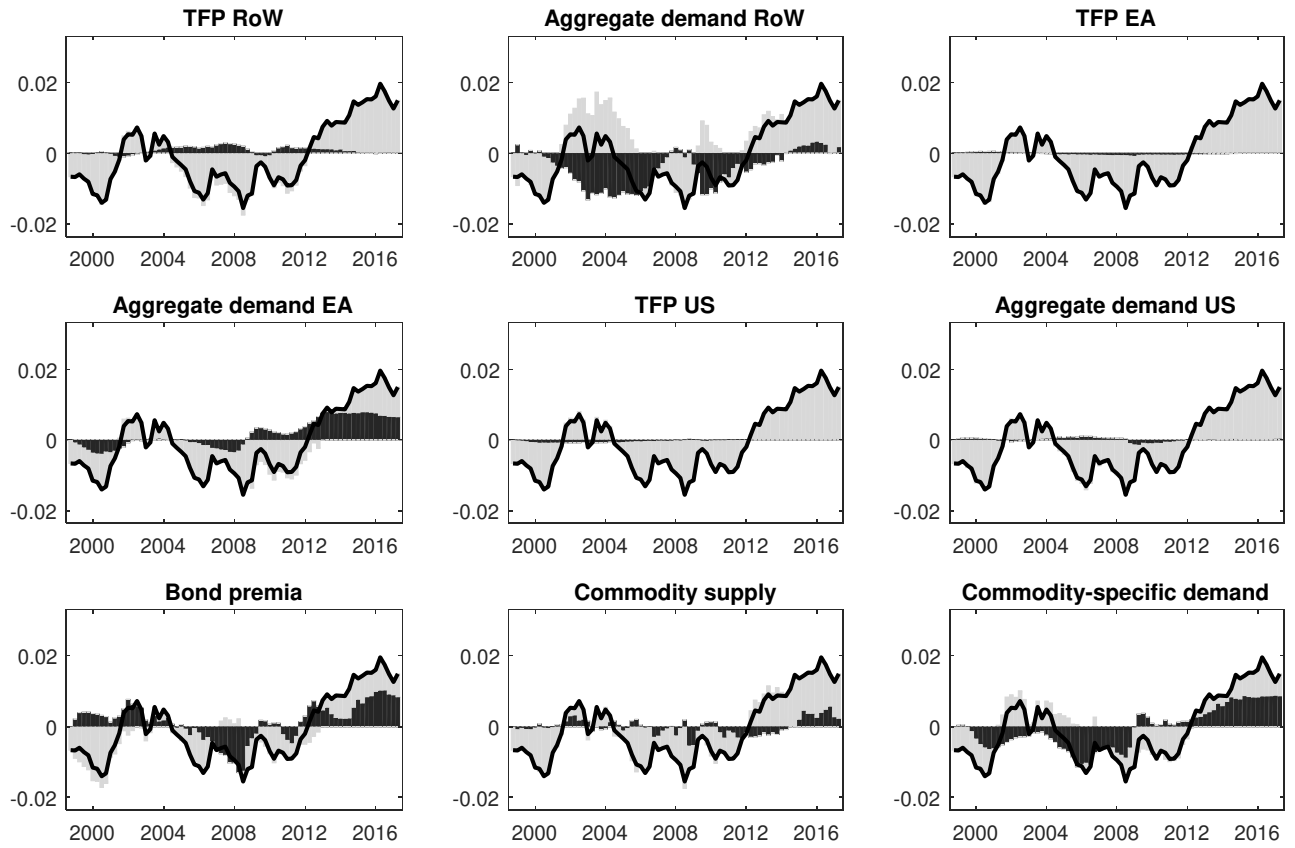 TFP RoW
0.02
0
-0.02
2000 2004 2008 2012 2016
Aggregate demand RoW
0.02
0
-0.02
2000 2004 2008 2012 2016
TFP EA
0.02
0
-0.02
2000 2004 2008 2012 2016
Aggregate demand EA
0.02
0
-0.02
2000 2004 2008 2012 2016
TFP US
0.02
0
-0.02
2000 2004 2008 2012 2016
Aggregate demand US
0.02
0
-0.02
2000 2004 2008 2012 2016
Bond premia
0.02
0
-0.02
2000 2004 2008 2012 2016
Commodity supply
0.02
0
-0.02
2000 2004 2008 2012 2016
Commodity-specific demand
0.02
0
-0.02
2000 2004 2008 2012 2016